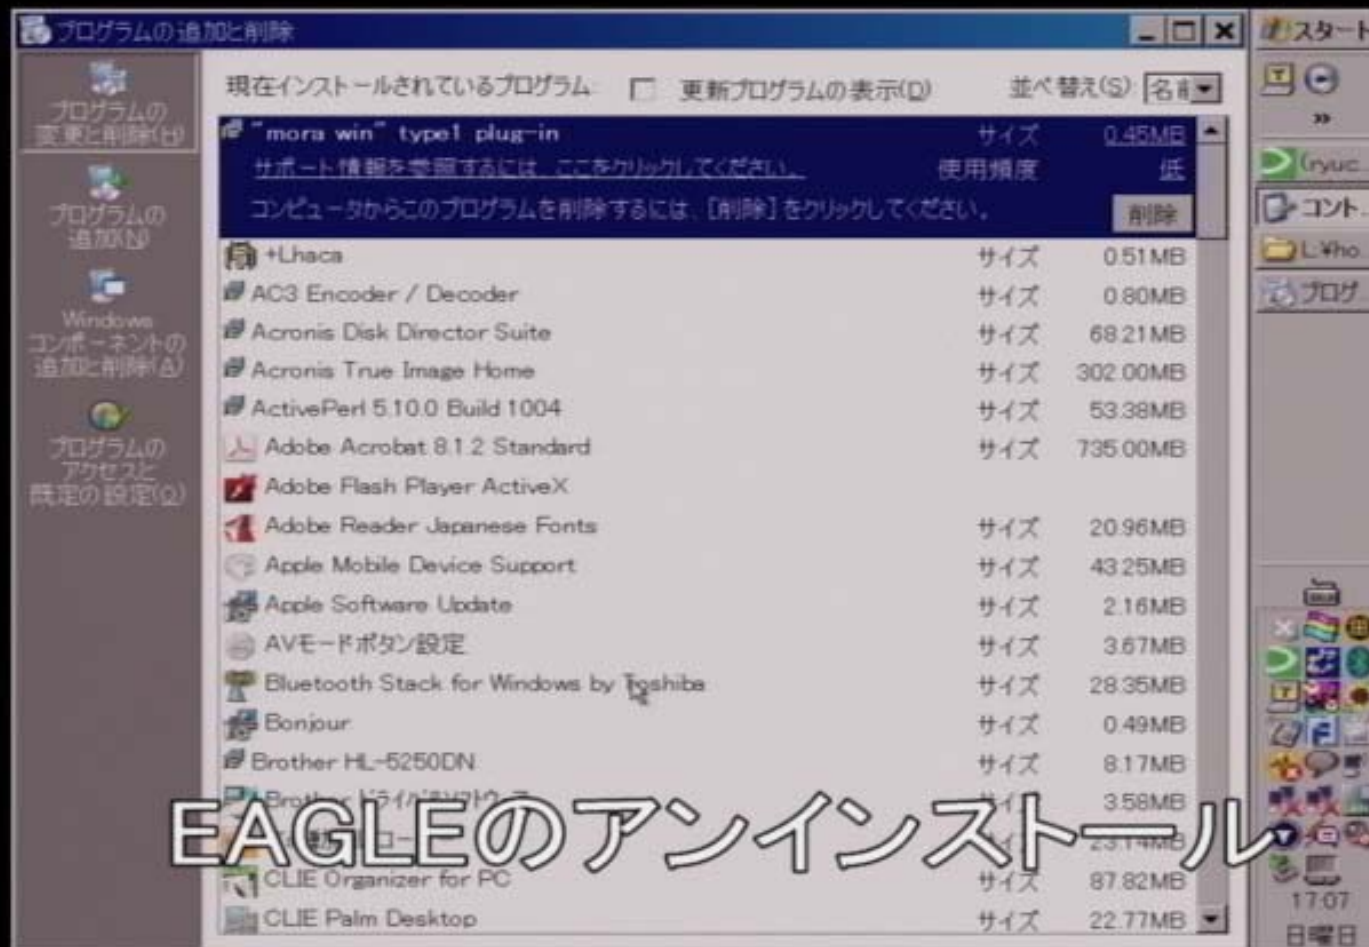 プログラムの追加と削除
プログラムの
変更と削除(H)
プログラムの
追加(N)
Windows
コンポーネントの
追加と削除(A)
プログラムの
アクセスと
既定の設定(O)
現在インストールされているプログラム:
更新プログラムの表示(D)
並べ替え(S):
"mora win" type1 plug-in サイズ 0.45MB
サポート情報を参照するには、ここをクリックしてください。 使用頻度 低
コンピュータからこのプログラムを削除するには、[削除]をクリックしてください。 削除
+Lhaca サイズ 0.51MB
AC3 Encoder / Decoder サイズ 0.80MB
Acronis Disk Director Suite サイズ 68.21MB
Acronis True Image Home サイズ 302.00MB
ActivePerl 5.10.0 Build 1004 サイズ 53.38MB
Adobe Acrobat 8.1.2 Standard サイズ 735.00MB
Adobe Flash Player ActiveX
Adobe Reader Japanese Fonts サイズ 20.96MB
Apple Mobile Device Support サイズ 43.25MB
Apple Software Update サイズ 2.16MB
AVモードボタン設定 サイズ 3.67MB
Bluetooth Stack for Windows by Toshiba サイズ 28.35MB
Bonjour サイズ 0.49MB
Brother HL-5250DN サイズ 8.17MB
Brother サイズ 3.58MB
23.14MB
EAGLEのアンインストール
CLIE Organizer for PC サイズ 87.82MB
CLIE Palm Desktop サイズ 22.77MB
スタート
(ryuc...
コント...
L:¥ho...
プログ...
17:07
日曜日